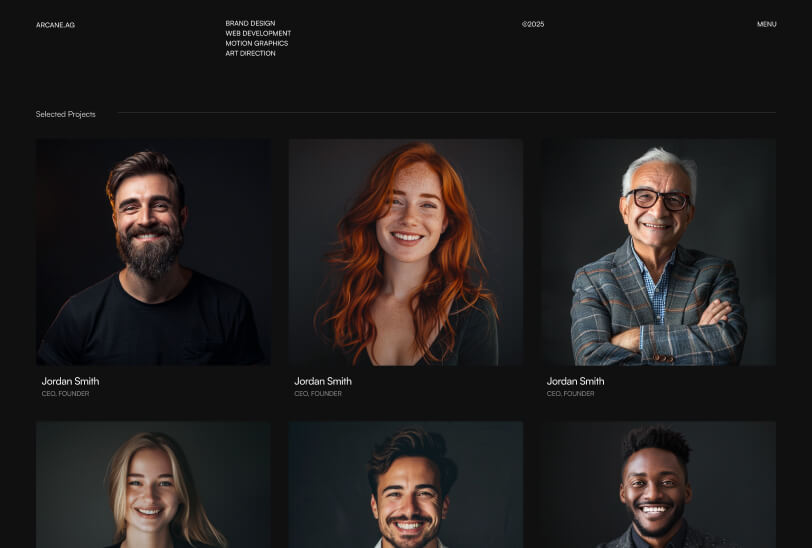 ARCANE.AG
BRAND DESIGN
WEB DEVELOPMENT
MOTION GRAPHICS
ART DIRECTION
©2025
MENU
Selected Projects
Jordan Smith
CEO, FOUNDER
Jordan Smith
CEO, FOUNDER
Jordan Smith
CEO, FOUNDER